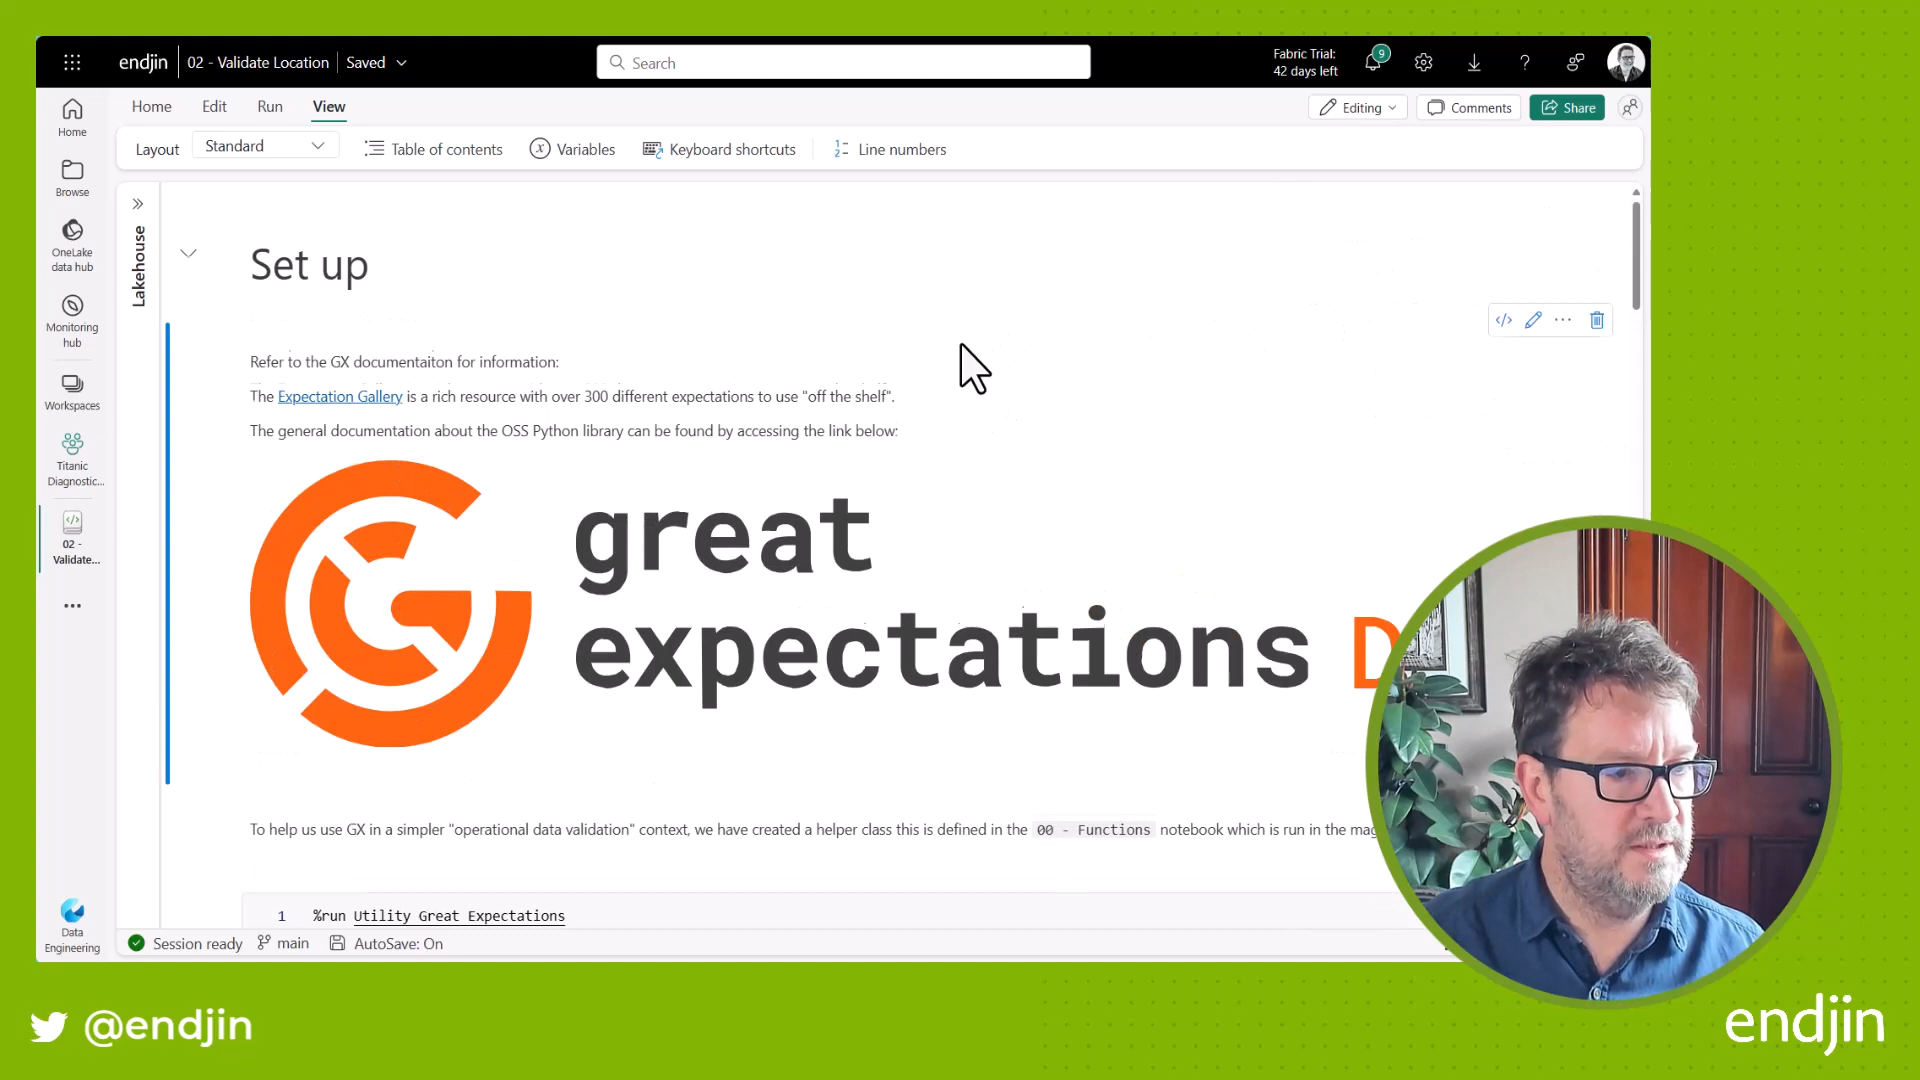 endjin
02 - Validate Location
Saved
Search
Fabric Trial:
42 days left
9
Home
Edit
Run
View
Editing
Comments
Share
Layout
Standard
Table of contents
Variables
Keyboard shortcuts
Line numbers
Home
Browse
OneLake
data hub
Monitoring
hub
Workspaces
Titanic
Diagnostic...
02 -
Validate...
Data
Engineering
Lakehouse
Set up
Refer to the GX documentaiton for information:
The Expectation Gallery is a rich resource with over 300 different expectations to use "off the shelf".
The general documentation about the OSS Python library can be found by accessing the link below:
great
expectations D
To help us use GX in a simpler "operational data validation" context, we have created a helper class this is defined in the 00 - Functions notebook which is run in the mag
1 %run Utility Great Expectations
Session ready
main
AutoSave: On
@endjin
endjin